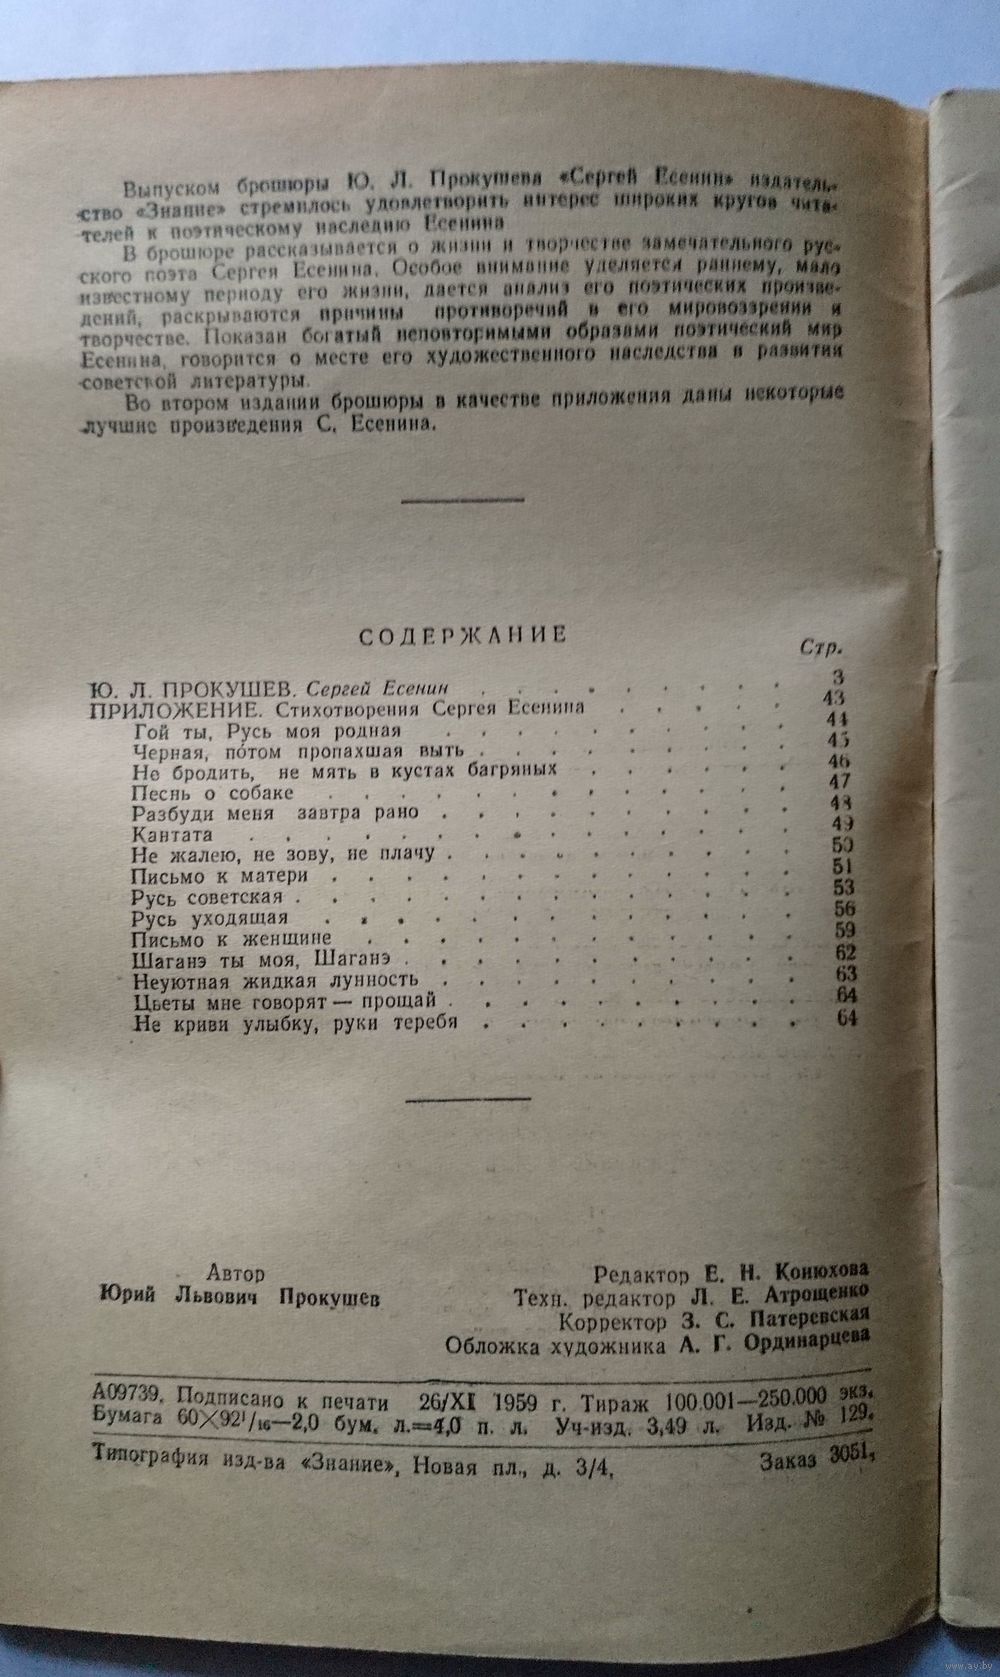 Выпуском брошюры Ю. Л. Прокушева «Сергей Есенин» издатель-
ство «Знание» стремилось удовлетворить интерес широких кругов чита-
телей к поэтическому наследию Есенина
В брошюре рассказывается о жизни и творчестве замечательного рус-
ского поэта Сергея Есенина. Особое внимание уделяется раннему, мало
известному периоду его жизни, дается анализ его поэтических произве-
дений, раскрываются причины противоречий в его мировоззрении и
творчестве. Показан богатый неповторимыми образами поэтический мир
Есенина, говорится о месте его художественного наследства в развитии
советской литературы.
Во втором издании брошюры в качестве приложения даны некоторые
лучшие произведения С. Есенина.
СОДЕРЖАНИЕ
Стр.
Ю. Л. ПРОКУШЕВ. Сергей Есенин . . . . . . . . . 3
ПРИЛОЖЕНИЕ. Стихотворения Сергея Есенина . . . . . 43
Гой ты, Русь моя родная . . . . . . . . . . 44
Черная, потом пропахшая выть . . . . . . . . . 45
Не бродить, не мять в кустах багряных . . . . . . 46
Песнь о собаке . . . . . . . . . . . . . 47
Разбуди меня завтра рано . . . . . . . . . . 48
Кантата . . . . . . . . . . . . . . . 49
Не жалею, не зову, не плачу . . . . . . . . . . 50
Письмо к матери . . . . . . . . . . . . . 51
Русь советская . . . . . . . . . . . . . . 53
Русь уходящая . . . . . . . . . . . . . 56
Письмо к женщине . . . . . . . . . . . . 59
Шаганэ ты моя, Шаганэ . . . . . . . . . . . 62
Неуютная жидкая лунность . . . . . . . . . . 63
Цветы мне говорят — прощай . . . . . . . . . . 64
Не криви улыбку, руки теребя . . . . . . . . . 64
Автор
Юрий Львович Прокушев
Редактор Е. Н. Конюхова
Техн. редактор Л. Е. Атрощенко
Корректор З. С. Патеревская
Обложка художника А. Г. Ординарцева
А09739. Подписано к печати 26/XI 1959 г. Тираж 100.001—250.000 экз.
Бумага 60×92¹/₁₆—2,0 бум. л.=4,0 п. л. Уч-изд. 3,49 л. Изд. № 129.
Типография изд-ва «Знание», Новая пл., д. 3/4, Заказ 3051,
www.ay.by